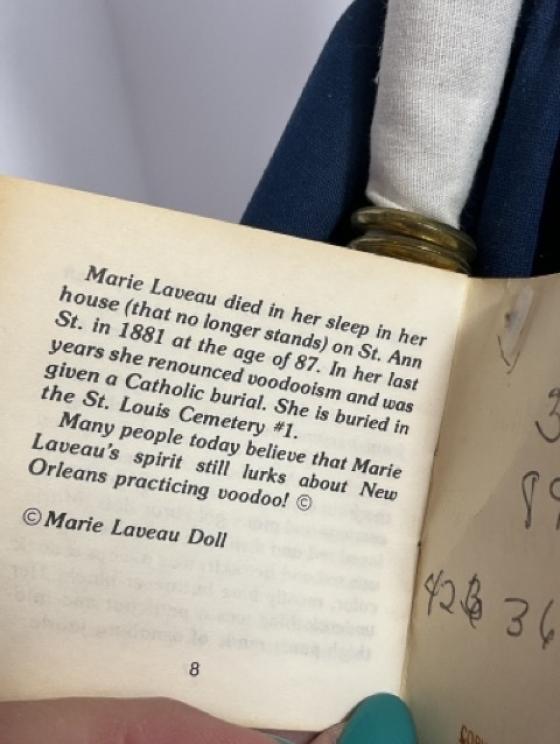 Marie Laveau died in her sleep in her
house (that no longer stands) on St. Ann
St. in 1881 at the age of 87. In her last
years she renounced voodooism and was
given a Catholic burial. She is buried in
the St. Louis Cemetery #1.
Many people today believe that Marie
Laveau's spirit still lurks about New
Orleans practicing voodoo! ©
©Marie Laveau Doll
8
36